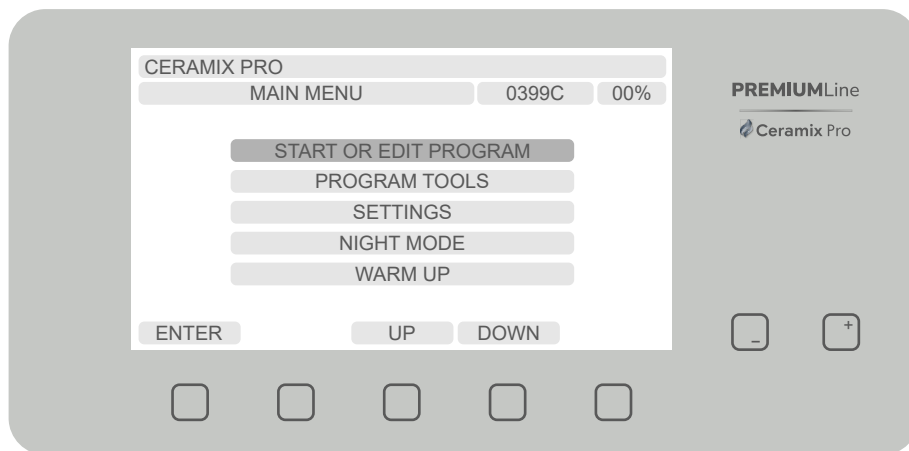 CERAMIX PRO
MAIN MENU 0399C 00%
START OR EDIT PROGRAM
PROGRAM TOOLS
SETTINGS
NIGHT MODE
WARM UP
ENTER UP DOWN
PREMIUMLine
Ceramix Pro
- +